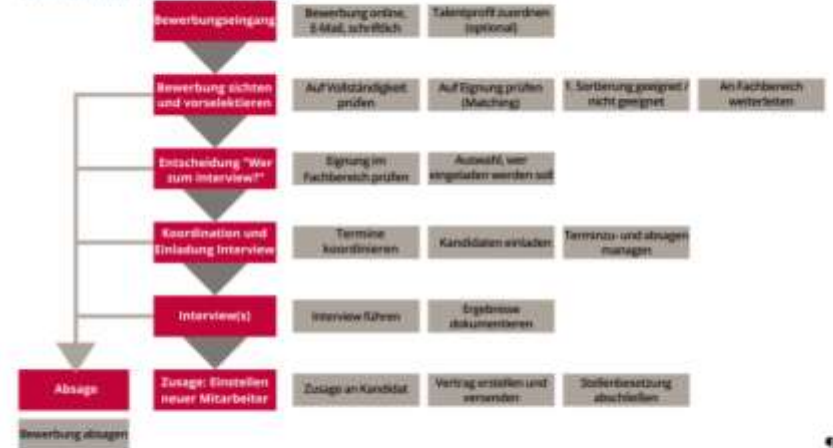 Bewerbungseingang
Bewerbung online,
E-Mail, schriftlich
Talentprofil zuordnen
(optional)
Bewerbung sichten
und vorselektieren
Auf Vollständigkeit
prüfen
Auf Eignung prüfen
(Matching)
1. Sortierung geeignet /
nicht geeignet
An Fachbereich
weiterleiten
Entscheidung "Wer
zum Interview?"
Eignung im
Fachbereich prüfen
Auswahl, wer
eingeladen werden soll
Koordination und
Einladung Interview
Termine
koordinieren
Kandidaten einladen
Terminzu- und absagen
managen
Interview(s)
Interview führen
Ergebnisse
dokumentieren
Absage
Zusage: Einstellen
neuer Mitarbeiter
Zusage an Kandidat
Vertrag erstellen und
versenden
Stellenbesetzung
abschließen
Bewerbung absagen